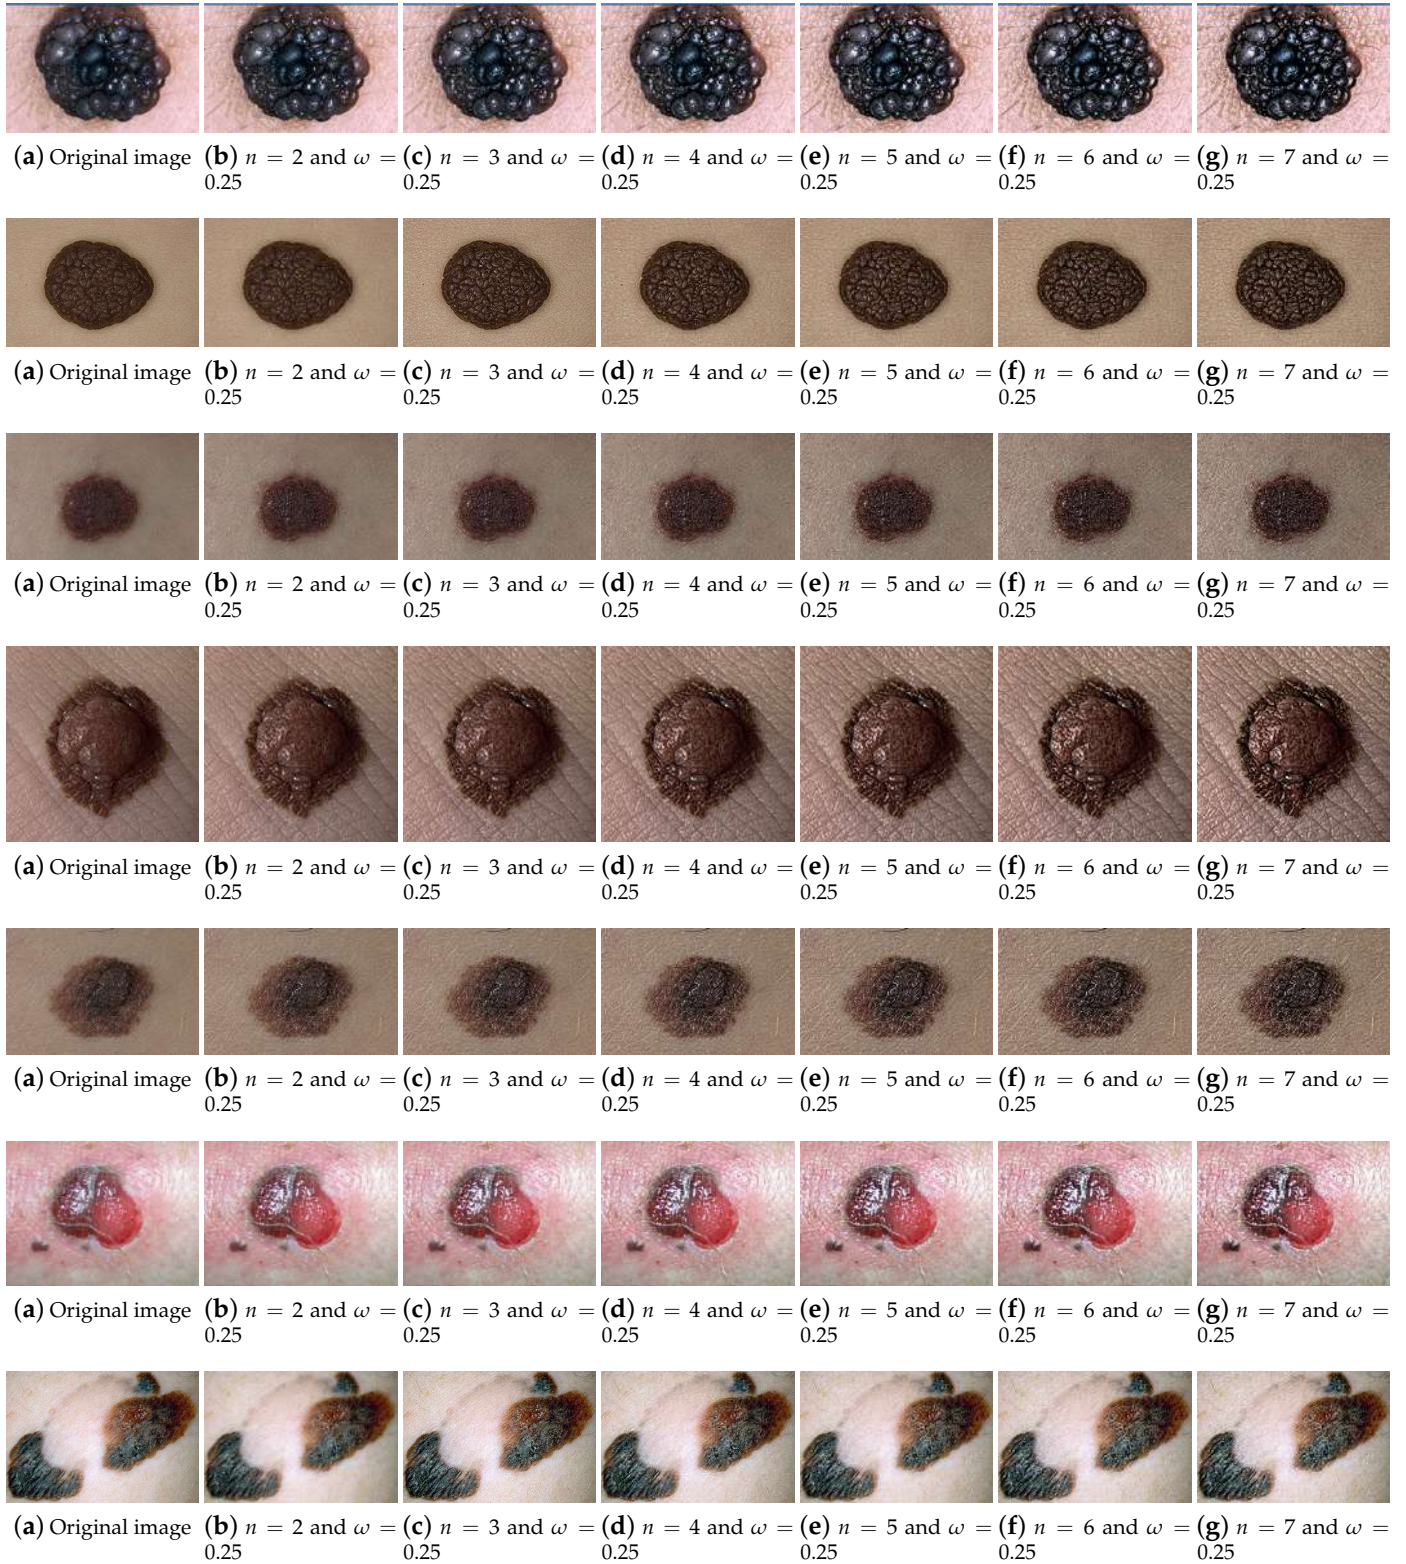 (a) Original image (b) n = 2 and ω = (c) n = 3 and ω = (d) n = 4 and ω = (e) n = 5 and ω = (f) n = 6 and ω = (g) n = 7 and ω =
0.25 0.25 0.25 0.25 0.25 0.25
(a) Original image (b) n = 2 and ω = (c) n = 3 and ω = (d) n = 4 and ω = (e) n = 5 and ω = (f) n = 6 and ω = (g) n = 7 and ω =
0.25 0.25 0.25 0.25 0.25 0.25
(a) Original image (b) n = 2 and ω = (c) n = 3 and ω = (d) n = 4 and ω = (e) n = 5 and ω = (f) n = 6 and ω = (g) n = 7 and ω =
0.25 0.25 0.25 0.25 0.25 0.25
(a) Original image (b) n = 2 and ω = (c) n = 3 and ω = (d) n = 4 and ω = (e) n = 5 and ω = (f) n = 6 and ω = (g) n = 7 and ω =
0.25 0.25 0.25 0.25 0.25 0.25
(a) Original image (b) n = 2 and ω = (c) n = 3 and ω = (d) n = 4 and ω = (e) n = 5 and ω = (f) n = 6 and ω = (g) n = 7 and ω =
0.25 0.25 0.25 0.25 0.25 0.25
(a) Original image (b) n = 2 and ω = (c) n = 3 and ω = (d) n = 4 and ω = (e) n = 5 and ω = (f) n = 6 and ω = (g) n = 7 and ω =
0.25 0.25 0.25 0.25 0.25 0.25
(a) Original image (b) n = 2 and ω = (c) n = 3 and ω = (d) n = 4 and ω = (e) n = 5 and ω = (f) n = 6 and ω = (g) n = 7 and ω =
0.25 0.25 0.25 0.25 0.25 0.25